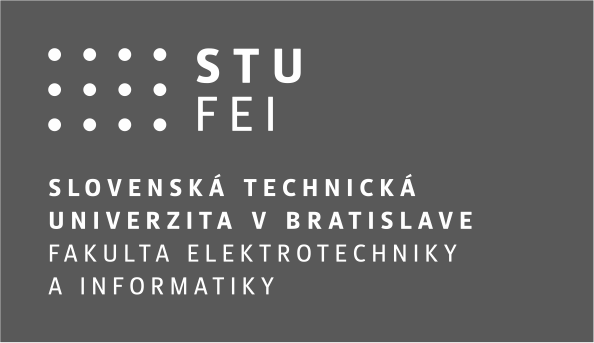 STU
FEI
SLOVENSKÁ TECHNICKÁ
UNIVERZITA V BRATISLAVE
FAKULTA ELEKTROTECHNIKY
A INFORMATIKY